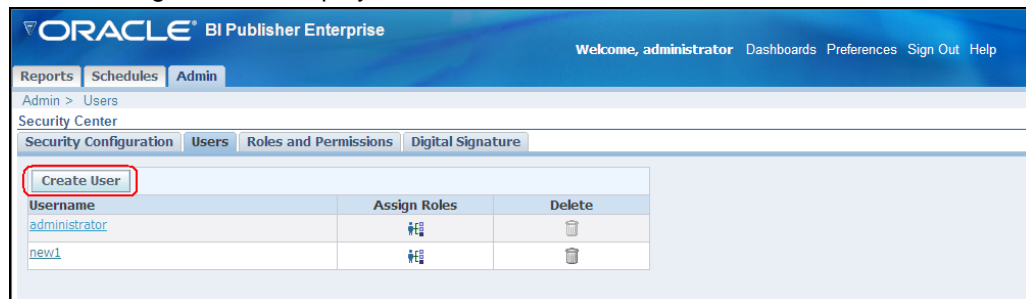 ORACLE® BI Publisher Enterprise
Welcome, administrator Dashboards Preferences Sign Out Help
Reports Schedules Admin
Admin > Users
Security Center
Security Configuration Users Roles and Permissions Digital Signature
Create User
Username Assign Roles Delete
administrator
new1